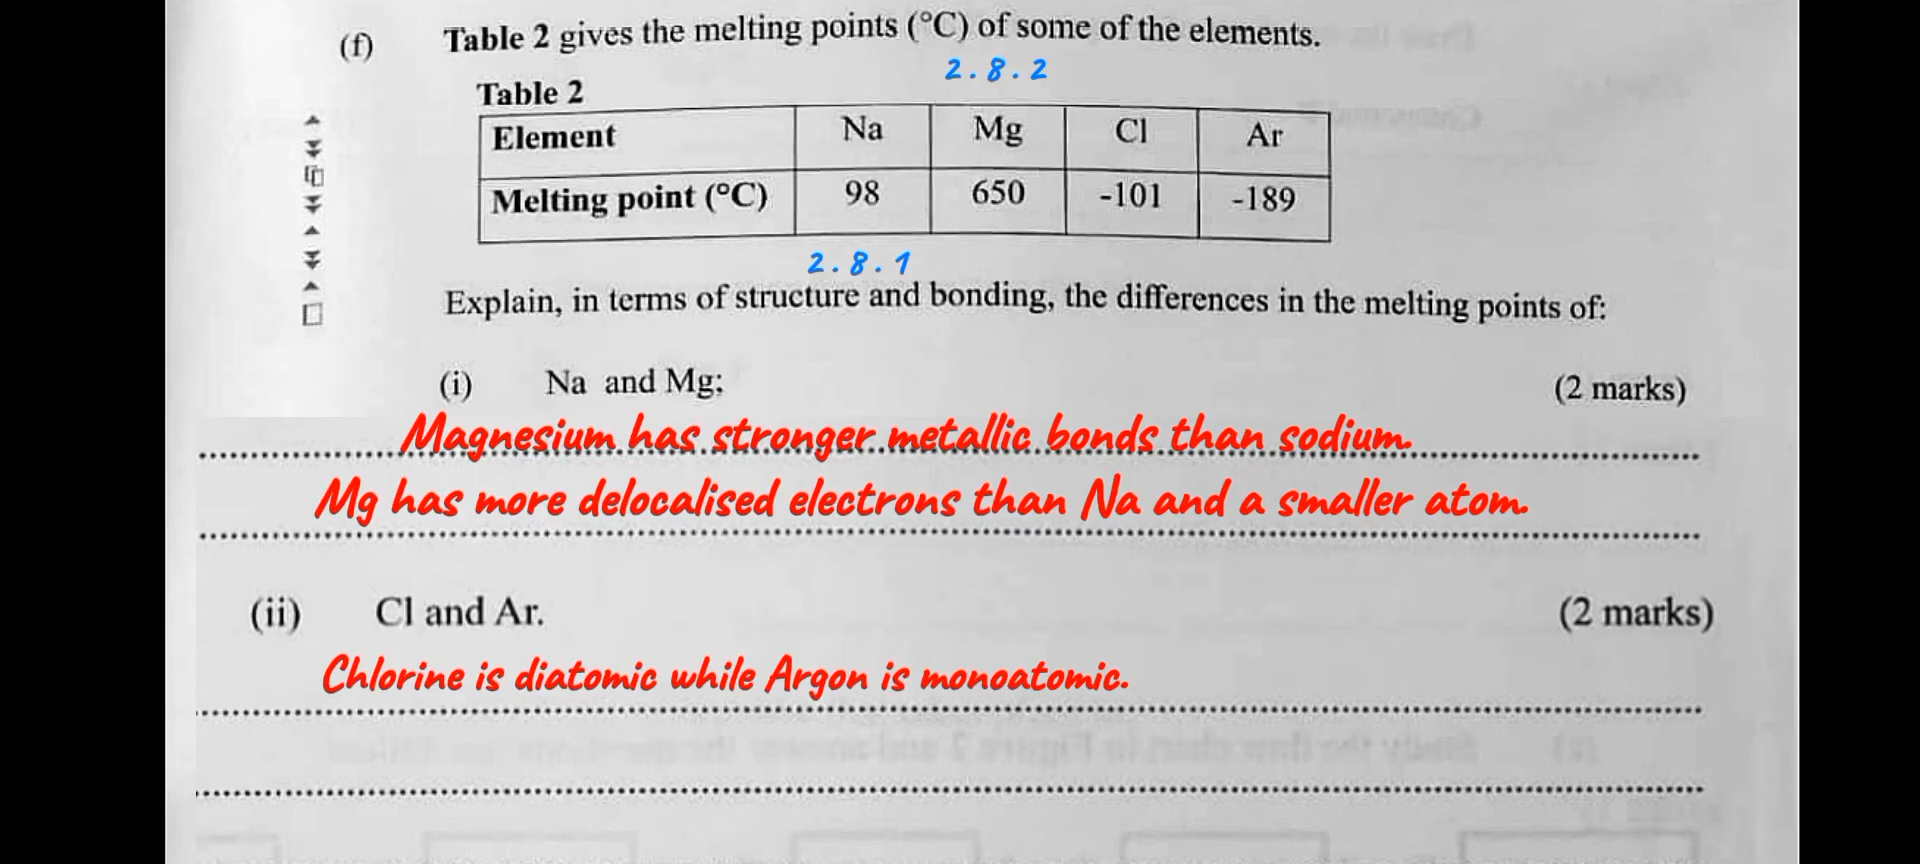 (f) Table 2 gives the melting points (°C) of some of the elements.
2.8.2
Table 2
Element Na Mg Cl Ar
Melting point (°C) 98 650 -101 -189
2.8.1
Explain, in terms of structure and bonding, the differences in the melting points of:
(i) Na and Mg; (2 marks)
Magnesium has stronger metallic bonds than sodium.
Mg has more delocalised electrons than Na and a smaller atom.
(ii) Cl and Ar. (2 marks)
Chlorine is diatomic while Argon is monoatomic.